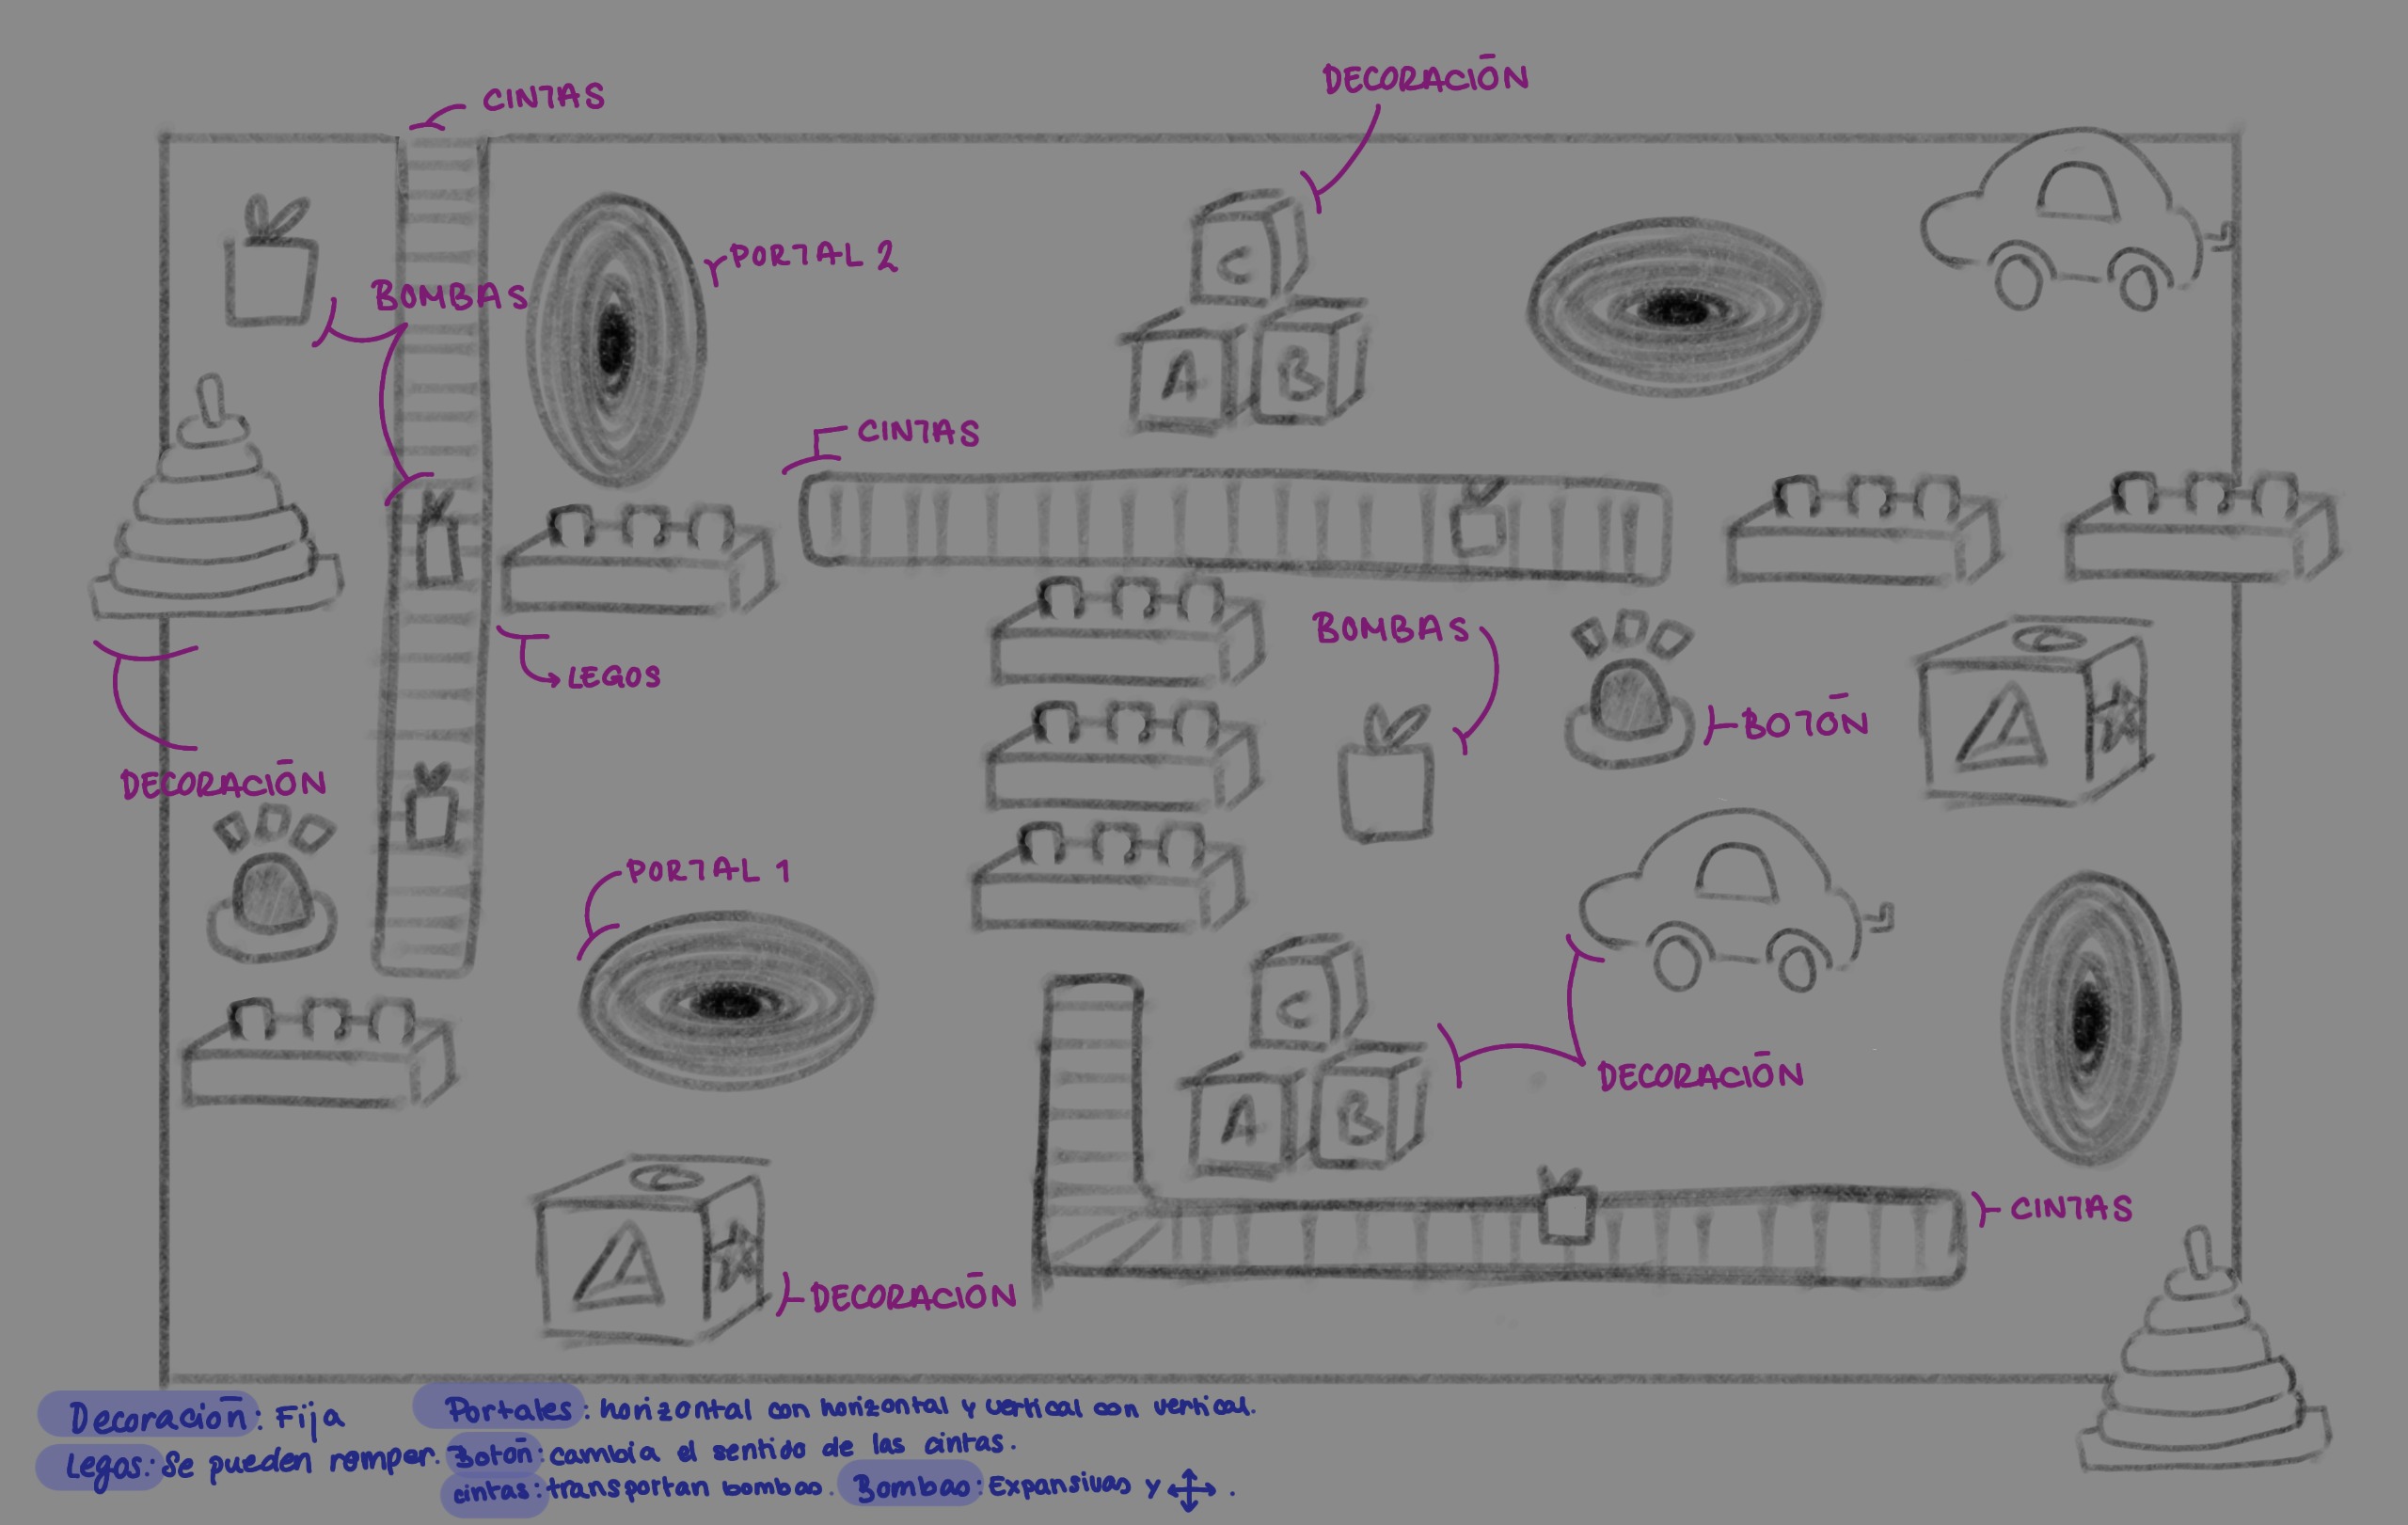 CINTAS
DECORACIÓN
PORTAL 2
BOMBAS
C
A B
CINTAS
LEGOS
BOMBAS
BOTÓN
DECORACIÓN
PORTAL 1
C
A B
DECORACIÓN
CINTAS
DECORACIÓN
Decoración: Fija
Legos: Se pueden romper.
Portales: horizontal con horizontal y vertical con vertical.
Botón: cambia el sentido de las cintas.
cintas: transportan bombas. Bombas: Expansivas y